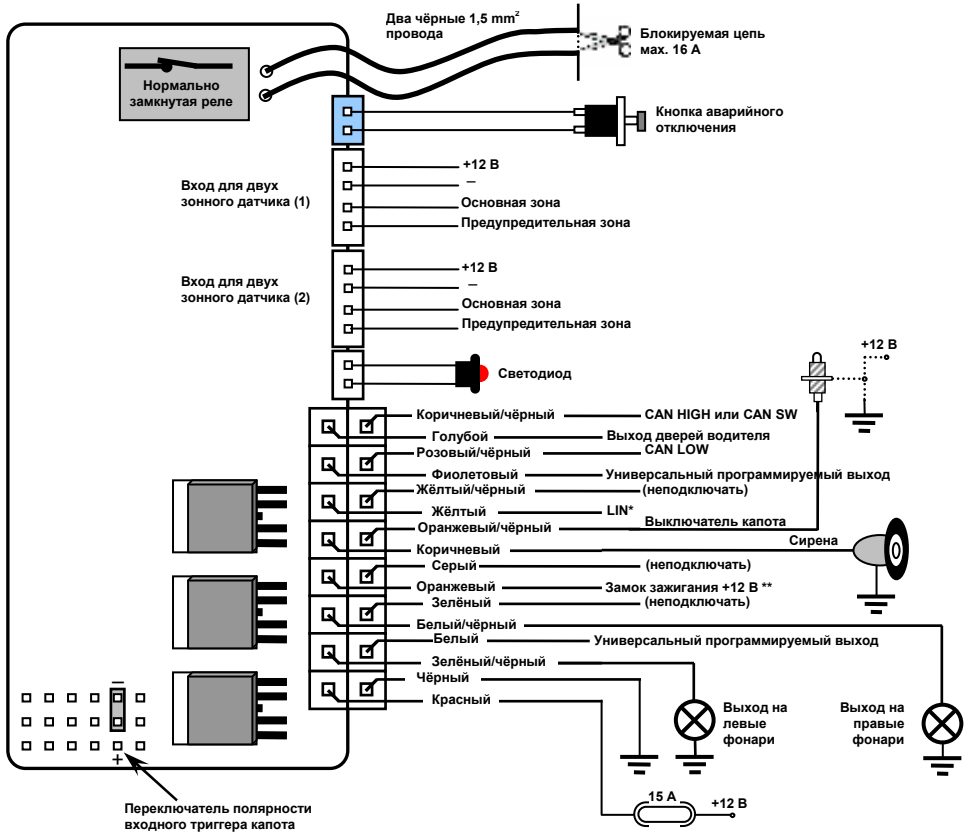 Два чёрные 1,5 mm²
провода
Блокируемая цепь
мах. 16 А
Нормально
замкнутая реле
Кнопка аварийного
отключения
Вход для двух
зонного датчика (1)
+12 В
–
Основная зона
Предупредительная зона
Вход для двух
зонного датчика (2)
+12 В
–
Основная зона
Предупредительная зона
+12 В
Светодиод
Коричневый/чёрный
CAN HIGH или CAN SW
Голубой
Выход дверей водителя
Розовый/чёрный
CAN LOW
Фиолетовый
Универсальный программируемый выход
Жёлтый/чёрный
(неподключать)
Жёлтый
LIN*
Оранжевый/чёрный
Выключатель капота
Коричневый
Сирена
Серый
(неподключать)
Оранжевый
Замок зажигания +12 В **
Зелёный
(неподключать)
Белый/чёрный
Белый
Универсальный программируемый выход
Зелёный/чёрный
Чёрный
Красный
Выход на
левые
фонари
Выход на
правые
фонари
–
+
15 А
+12 В
Переключатель полярности
входного триггера капота